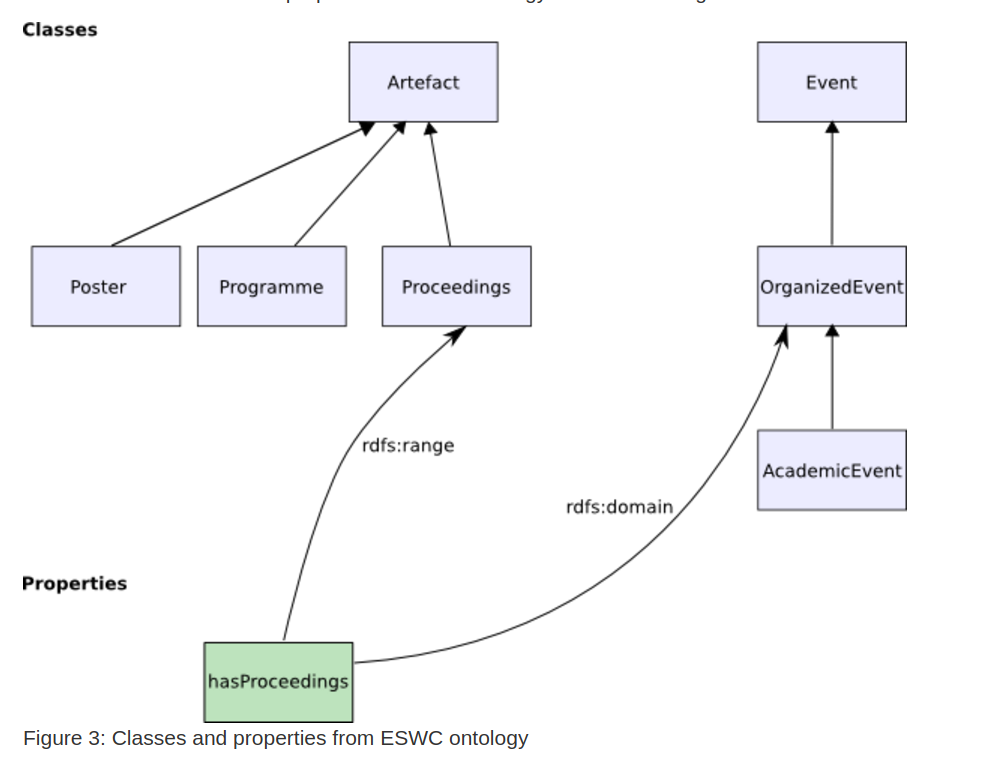 Classes
Artefact
Event
Poster
Programme
Proceedings
OrganizedEvent
rdfs:range
AcademicEvent
rdfs:domain
Properties
hasProceedings
Figure 3: Classes and properties from ESWC ontology